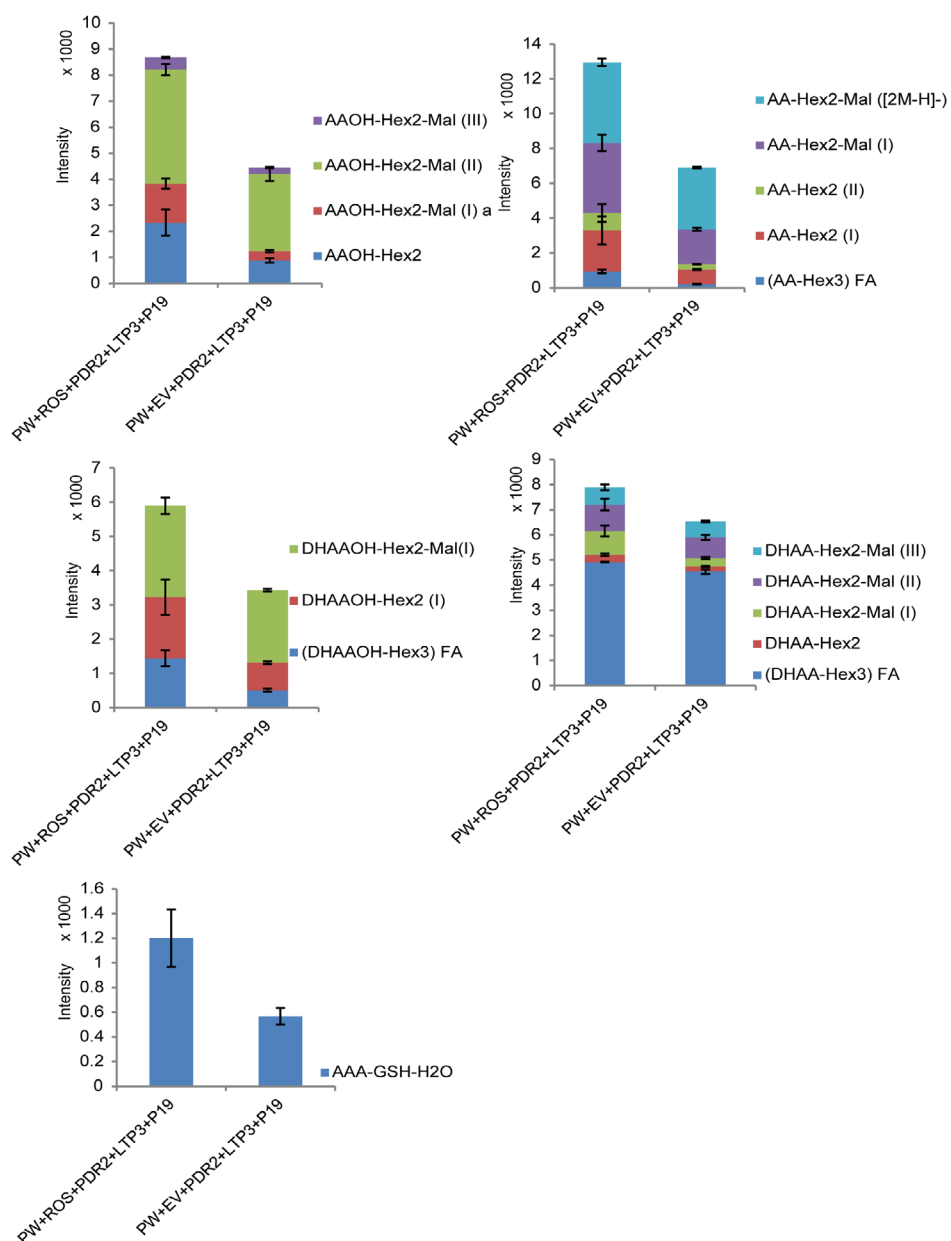 10
9
8
7
6
5
4
3
2
1
0
Intensity x 1000
AAOH-Hex2-Mal (III)
AAOH-Hex2-Mal (II)
AAOH-Hex2-Mal (I) a
AAOH-Hex2
PW+ROS+PDR2+LTP3+P19
PW+EV+PDR2+LTP3+P19
14
12
10
8
6
4
2
0
Intensity x 1000
AA-Hex2-Mal ([2M-H]-)
AA-Hex2-Mal (I)
AA-Hex2 (II)
AA-Hex2 (I)
(AA-Hex3) FA
PW+ROS+PDR2+LTP3+P19
PW+EV+PDR2+LTP3+P19
7
6
5
4
3
2
1
0
Intensity x 1000
DHAAOH-Hex2-Mal(I)
DHAAOH-Hex2 (I)
(DHAAOH-Hex3) FA
PW+ROS+PDR2+LTP3+P19
PW+EV+PDR2+LTP3+P19
9
8
7
6
5
4
3
2
1
0
Intensity x 1000
DHAA-Hex2-Mal (III)
DHAA-Hex2-Mal (II)
DHAA-Hex2-Mal (I)
DHAA-Hex2
(DHAA-Hex3) FA
PW+ROS+PDR2+LTP3+P19
PW+EV+PDR2+LTP3+P19
1.6
1.4
1.2
1
0.8
0.6
0.4
0.2
0
Intensity x 1000
AAA-GSH-H2O
PW+ROS+PDR2+LTP3+P19
PW+EV+PDR2+LTP3+P19